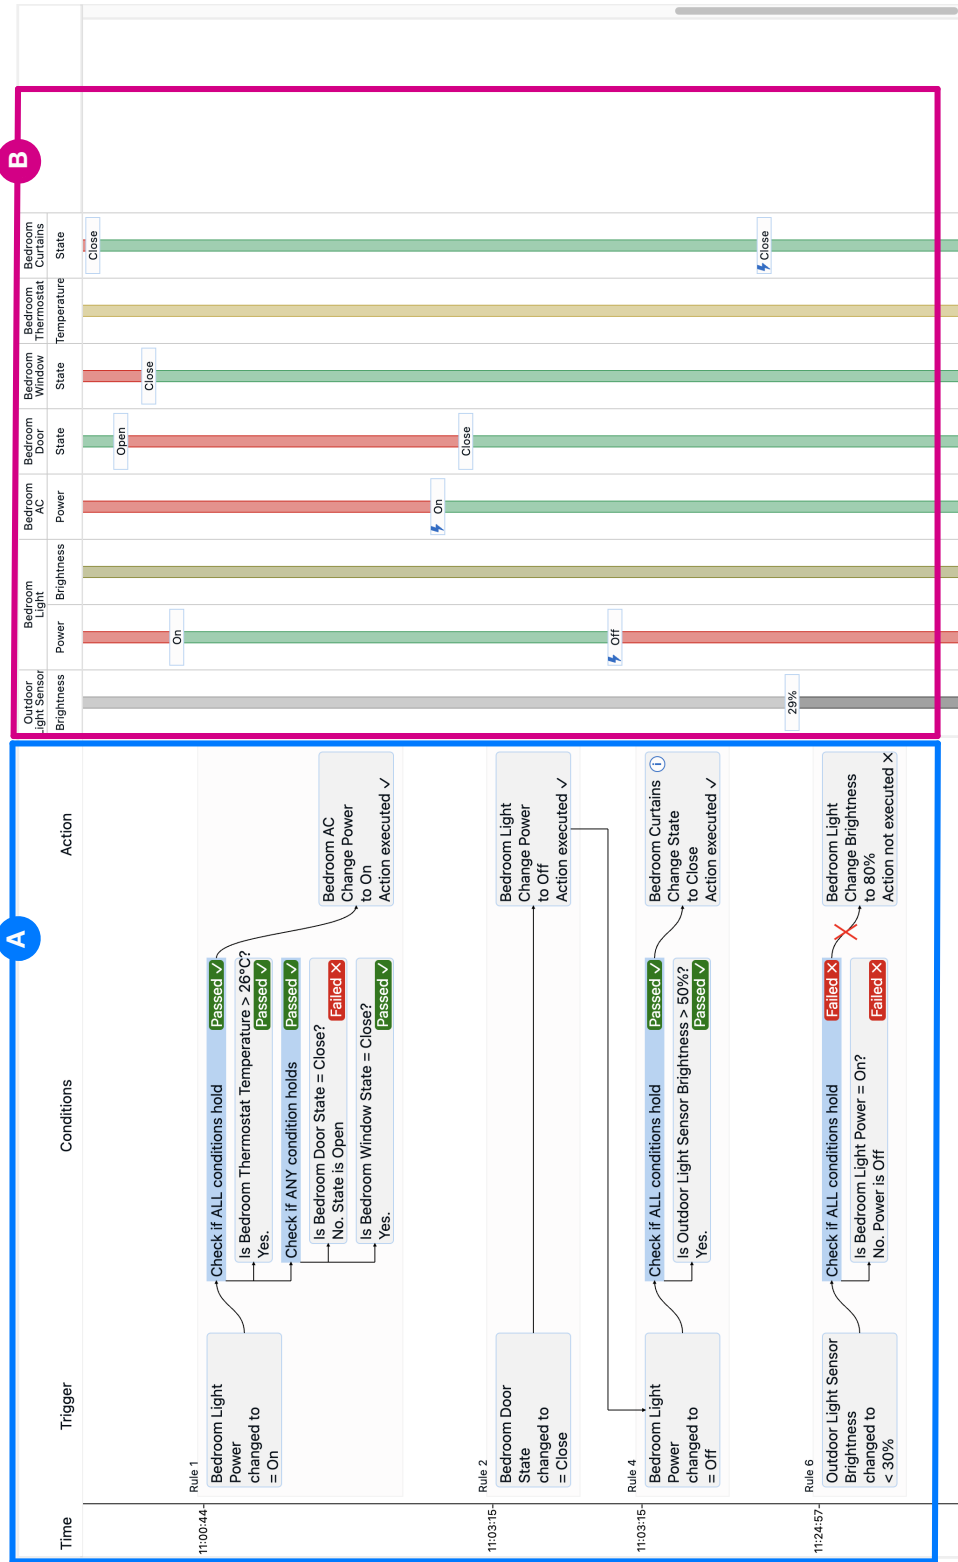 A
B
Time
Trigger
Conditions
Action
Outdoor
Light Sensor
Brightness
Bedroom
Light
Power
Brightness
Bedroom
AC
Power
Bedroom
Door
State
Bedroom
Window
State
Bedroom
Thermostat
Temperature
Bedroom
Curtains
State
Close
Open
Close
On
11:00:44
Rule 1
Bedroom Light
Power
changed to
= On
Check if ALL conditions hold
Passed ✓
Is Bedroom Thermostat Temperature > 26°C?
Yes.
Passed ✓
Check if ANY condition holds
Passed ✓
Is Bedroom Door State = Close?
No. State is Open
Failed ✕
Is Bedroom Window State = Close?
Yes.
Passed ✓
Bedroom AC
Change Power
to On
Action executed ✓
On
Close
11:03:15
Rule 2
Bedroom Door
State
changed to
= Close
Bedroom Light
Change Power
to Off
Action executed ✓
Off
11:03:15
Rule 4
Bedroom Light
Power
changed to
= Off
Check if ALL conditions hold
Passed ✓
Is Outdoor Light Sensor Brightness > 50%?
Yes.
Passed ✓
Bedroom Curtains
Change State
to Close
Action executed ✓
Close
29%
11:24:57
Rule 6
Outdoor Light Sensor
Brightness
changed to
< 30%
Check if ALL conditions hold
Failed ✕
Is Bedroom Light Power = On?
No. Power is Off
Failed ✕
Bedroom Light
Change Brightness
to 80%
Action not executed ✕